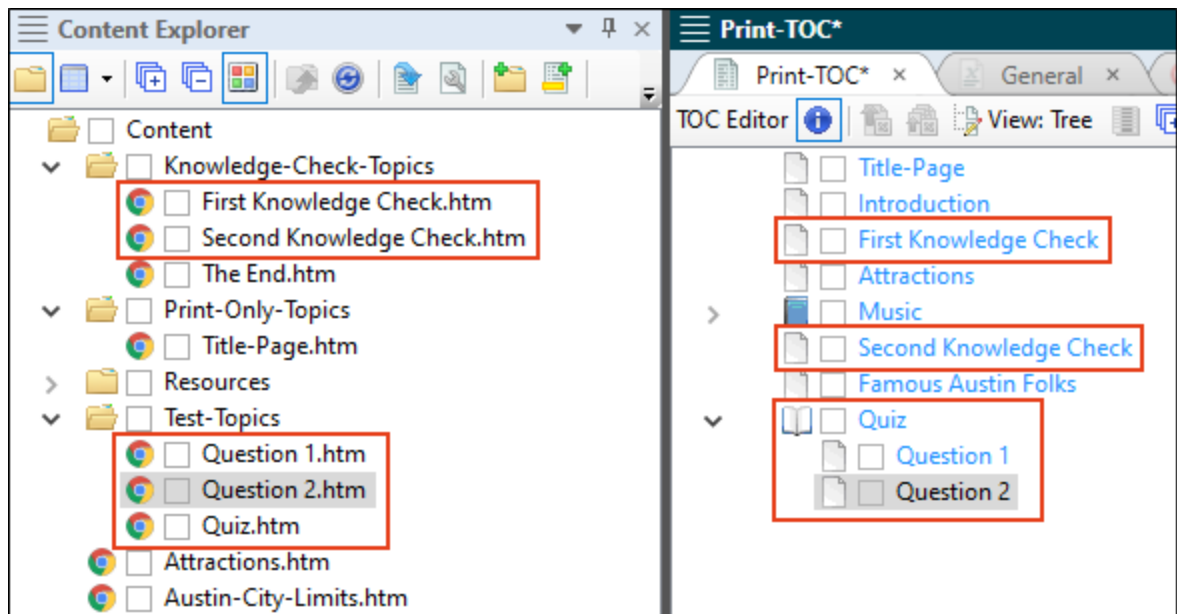 Content Explorer
Content
Knowledge-Check-Topics
First Knowledge Check.htm
Second Knowledge Check.htm
The End.htm
Print-Only-Topics
Title-Page.htm
Resources
Test-Topics
Question 1.htm
Question 2.htm
Quiz.htm
Attractions.htm
Austin-City-Limits.htm
Print-TOC*
Print-TOC* General
TOC Editor View: Tree
Title-Page
Introduction
First Knowledge Check
Attractions
Music
Second Knowledge Check
Famous Austin Folks
Quiz
Question 1
Question 2